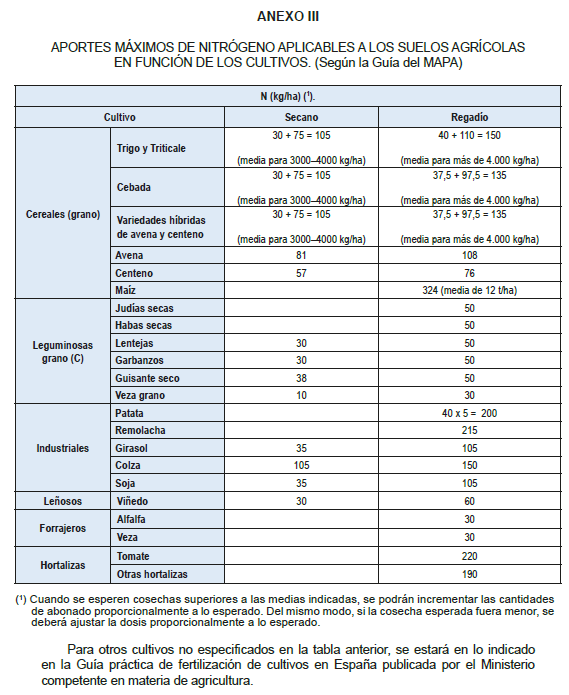 ANEXO III
APORTES MÁXIMOS DE NITRÓGENO APLICABLES A LOS SUELOS AGRÍCOLAS
EN FUNCIÓN DE LOS CULTIVOS. (Según la Guía del MAPA)
N (kg/ha) (¹).
Cultivo Secano Regadío
Cereales (grano)
Trigo y Triticale
30 + 75 = 105
(media para 3000–4000 kg/ha)
40 + 110 = 150
(media para más de 4.000 kg/ha)
Cebada
30 + 75 = 105
(media para 3000–4000 kg/ha)
37,5 + 97,5 = 135
(media para más de 4.000 kg/ha)
Variedades híbridas
de avena y centeno
30 + 75 = 105
(media para 3000–4000 kg/ha)
37,5 + 97,5 = 135
(media para más de 4.000 kg/ha)
Avena 81 108
Centeno 57 76
Maíz 324 (media de 12 t/ha)
Leguminosas
grano (C)
Judías secas 50
Habas secas 50
Lentejas 30 50
Garbanzos 30 50
Guisante seco 38 50
Veza grano 10 30
Industriales
Patata 40 x 5 = 200
Remolacha 215
Girasol 35 105
Colza 105 150
Soja 35 105
Leñosos Viñedo 30 60
Forrajeros
Alfalfa 30
Veza 30
Hortalizas
Tomate 220
Otras hortalizas 190
(¹) Cuando se esperen cosechas superiores a las medias indicadas, se podrán incrementar las cantidades
de abonado proporcionalmente a lo esperado. Del mismo modo, si la cosecha esperada fuera menor, se
deberá ajustar la dosis proporcionalmente a lo esperado.
Para otros cultivos no especificados en la tabla anterior, se estará en lo indicado
en la Guía práctica de fertilización de cultivos en España publicada por el Ministerio
competente en materia de agricultura.